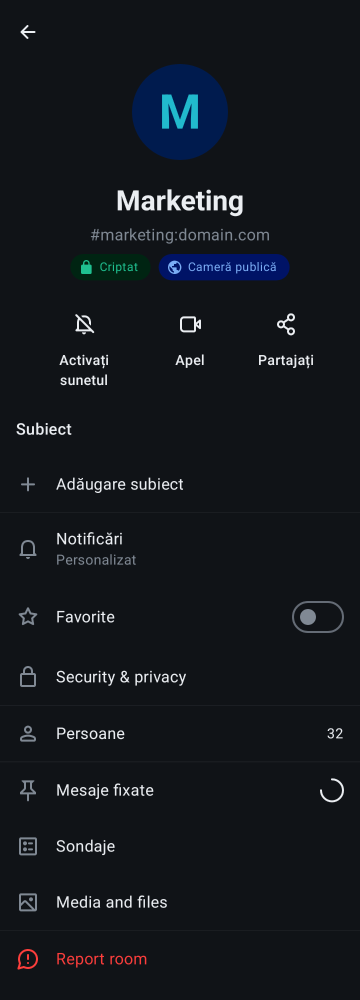 M
Marketing
#marketing:domain.com
Criptat
Cameră publică
Activați
sunetul
Apel
Partajați
Subiect
Adăugare subiect
Notificări
Personalizat
Favorite
Security & privacy
Persoane
32
Mesaje fixate
Sondaje
Media and files
Report room